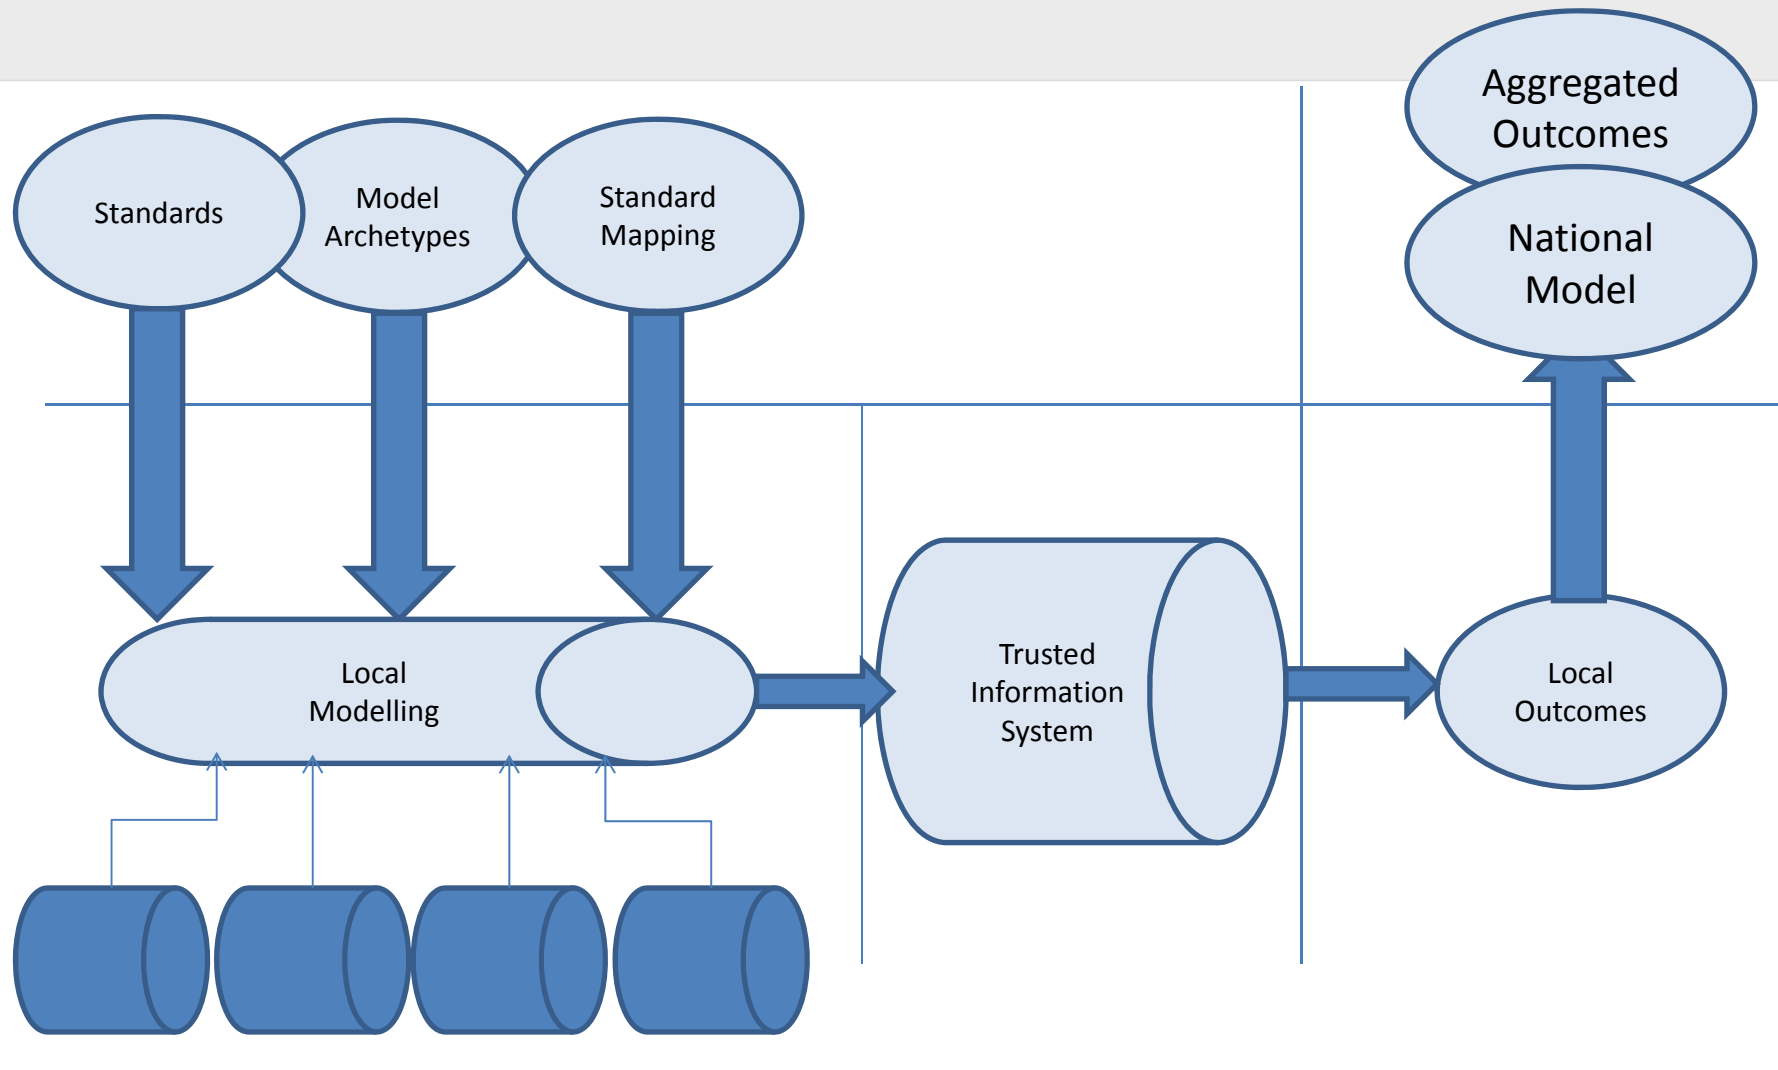 Aggregated
Outcomes
Standards
Model
Archetypes
Standard
Mapping
National
Model
Local
Modelling
Trusted
Information
System
Local
Outcomes